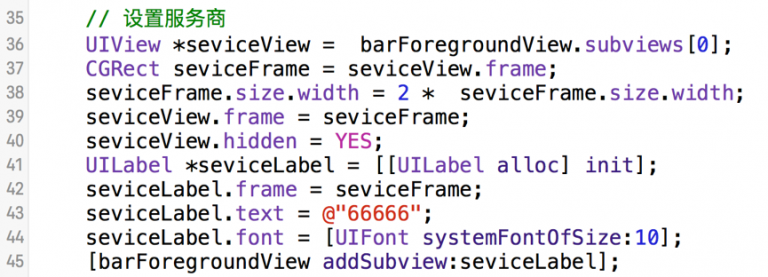 35 // 设置服务商
36 UIView *seviceView =  barForegroundView.subviews[0];
37 CGRect seviceFrame = seviceView.frame;
38 seviceFrame.size.width = 2 *  seviceFrame.size.width;
39 seviceView.frame = seviceFrame;
40 seviceView.hidden = YES;
41 UILabel *seviceLabel = [[UILabel alloc] init];
42 seviceLabel.frame = seviceFrame;
43 seviceLabel.text = @"66666";
44 seviceLabel.font = [UIFont systemFontOfSize:10];
45 [barForegroundView addSubview:seviceLabel];